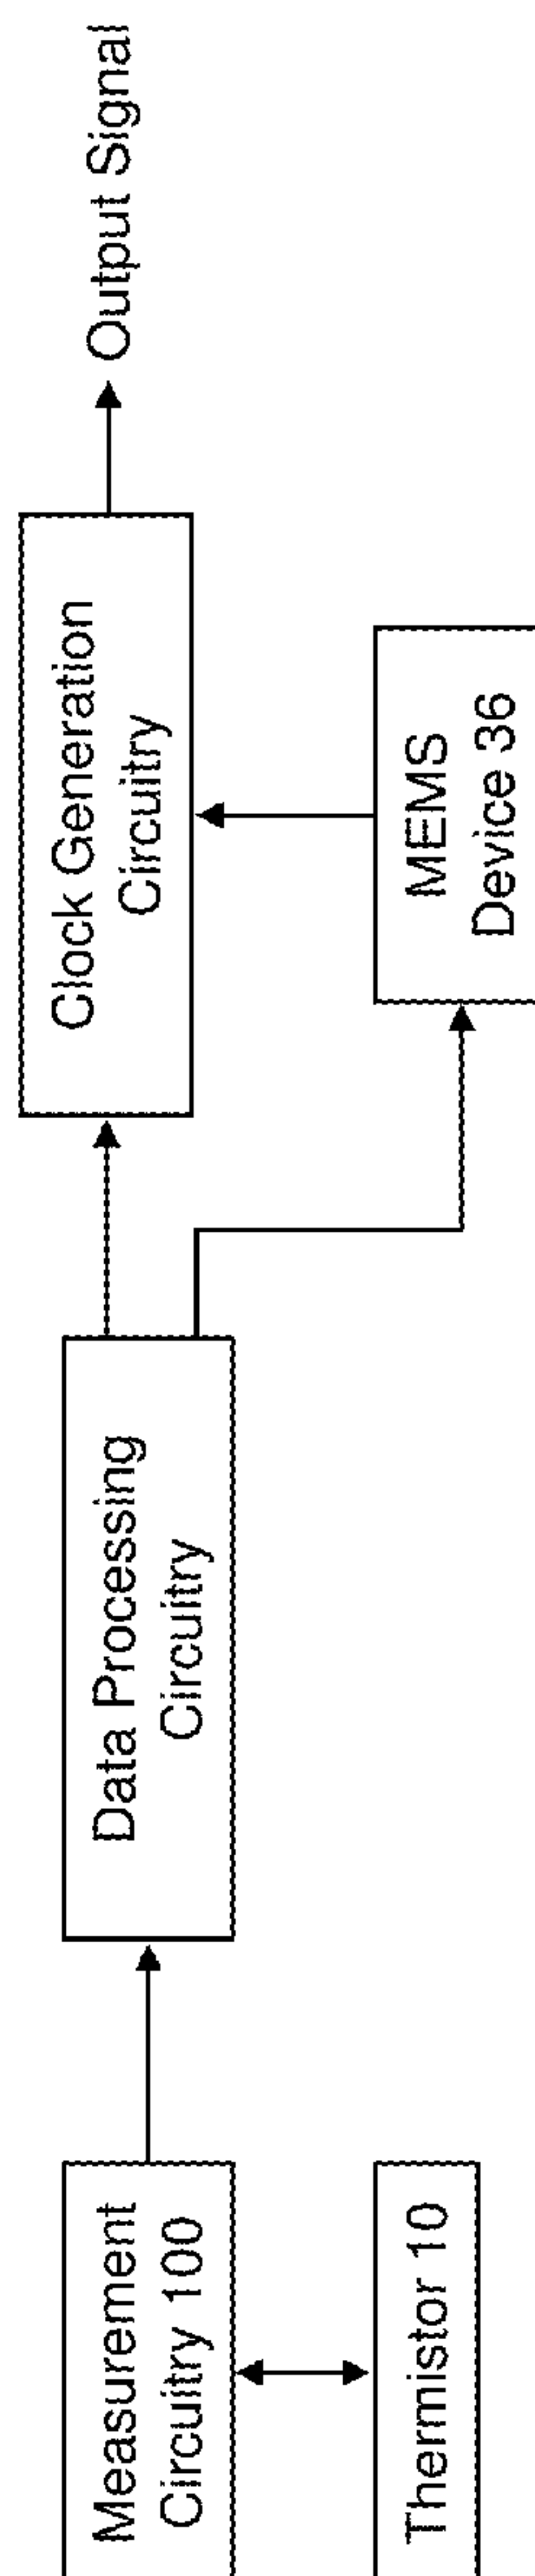 Measurement
Circuitry 100
Thermistor 10
Data Processing
Circuitry
Clock Generation
Circuitry
MEMS
Device 36
Output Signal